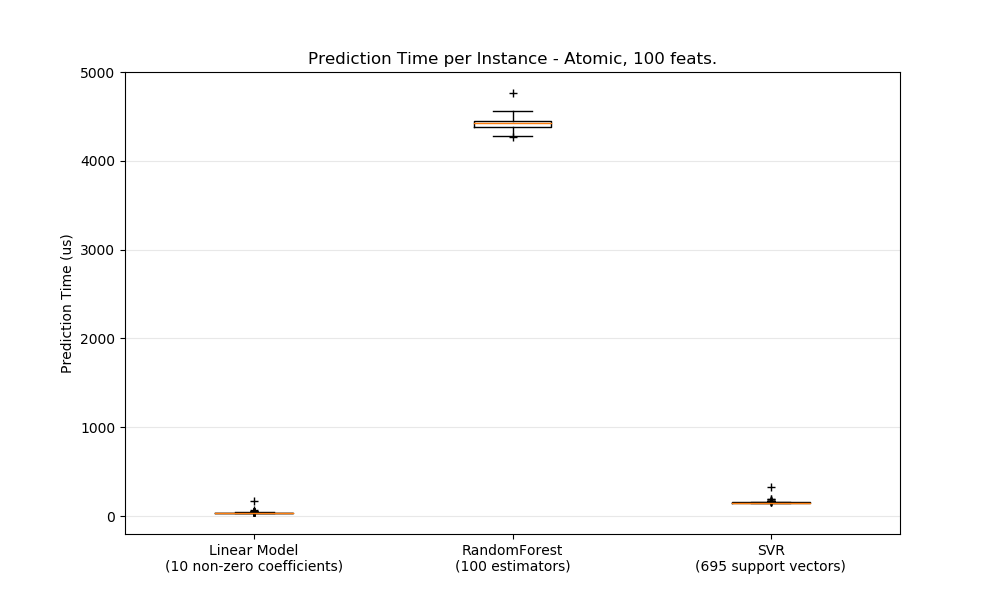 Prediction Time per Instance - Atomic, 100 feats.
Prediction Time (us)
5000
4000
3000
2000
1000
0
Linear Model
(10 non-zero coefficients)
RandomForest
(100 estimators)
SVR
(695 support vectors)